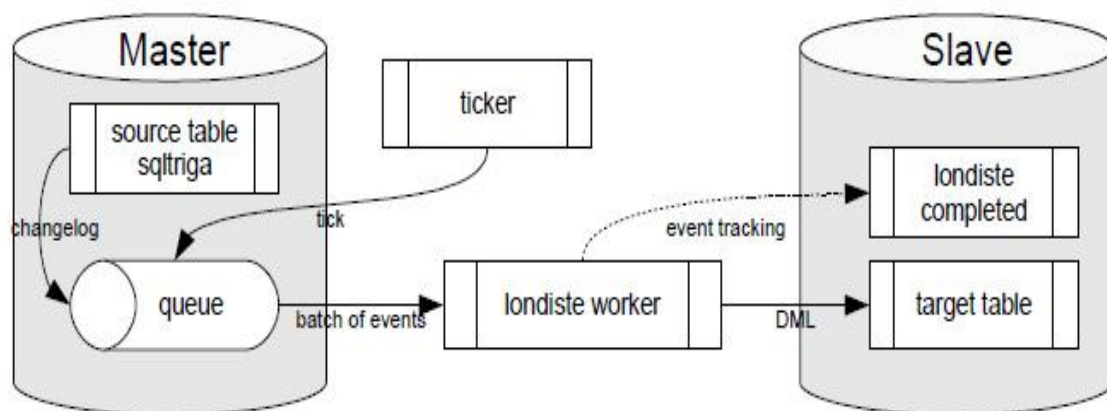 Master
Slave
ticker
source table
sqltriga
londiste
completed
changelog
tick
event tracking
queue
londiste worker
target table
batch of events
DML